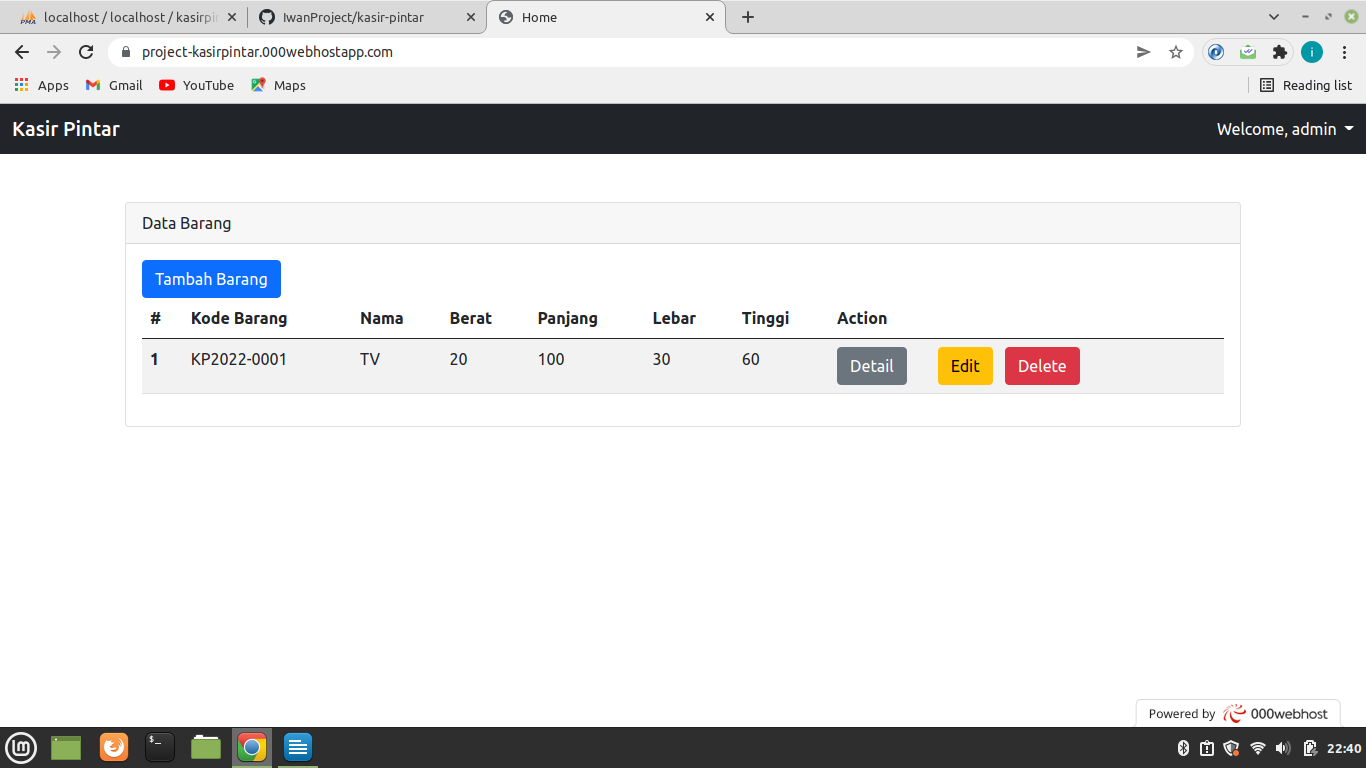 localhost / localhost / kasirpin
IwanProject/kasir-pintar
Home
project-kasirpintar.000webhostapp.com
i
Apps
Gmail
YouTube
Maps
Reading list
Kasir Pintar
Welcome, admin
Data Barang
Tambah Barang
# Kode Barang Nama Berat Panjang Lebar Tinggi Action
1 KP2022-0001 TV 20 100 30 60 Detail Edit Delete
Powered by 000webhost
22:40